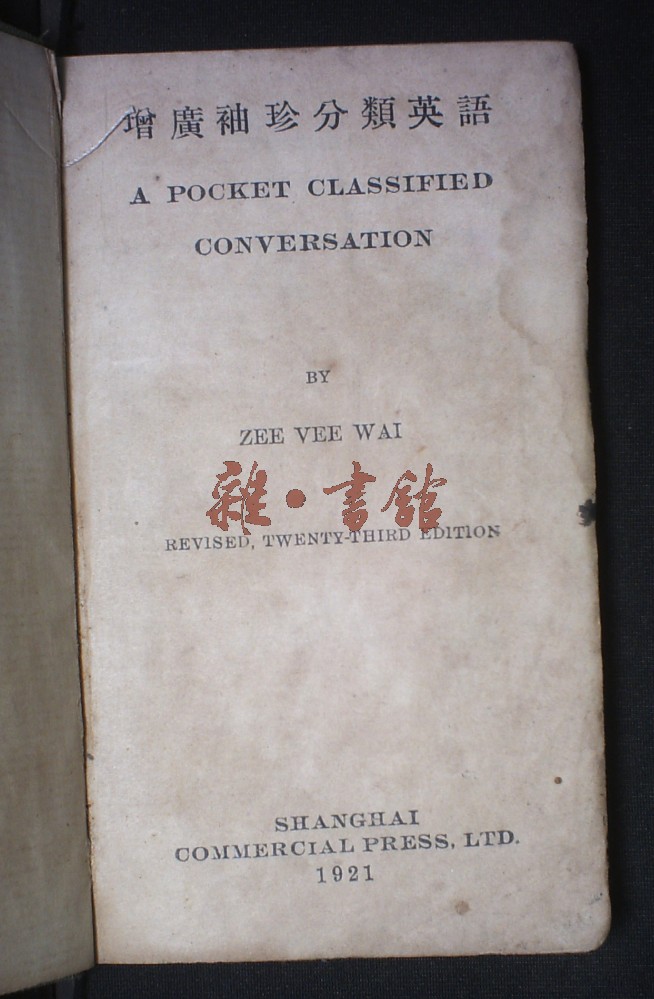 增廣袖珍分類英語
A POCKET CLASSIFIED
CONVERSATION
BY
ZEE VEE WAI
雜·書館
REVISED, TWENTY-THIRD EDITION
SHANGHAI
COMMERCIAL PRESS, LTD.
1921